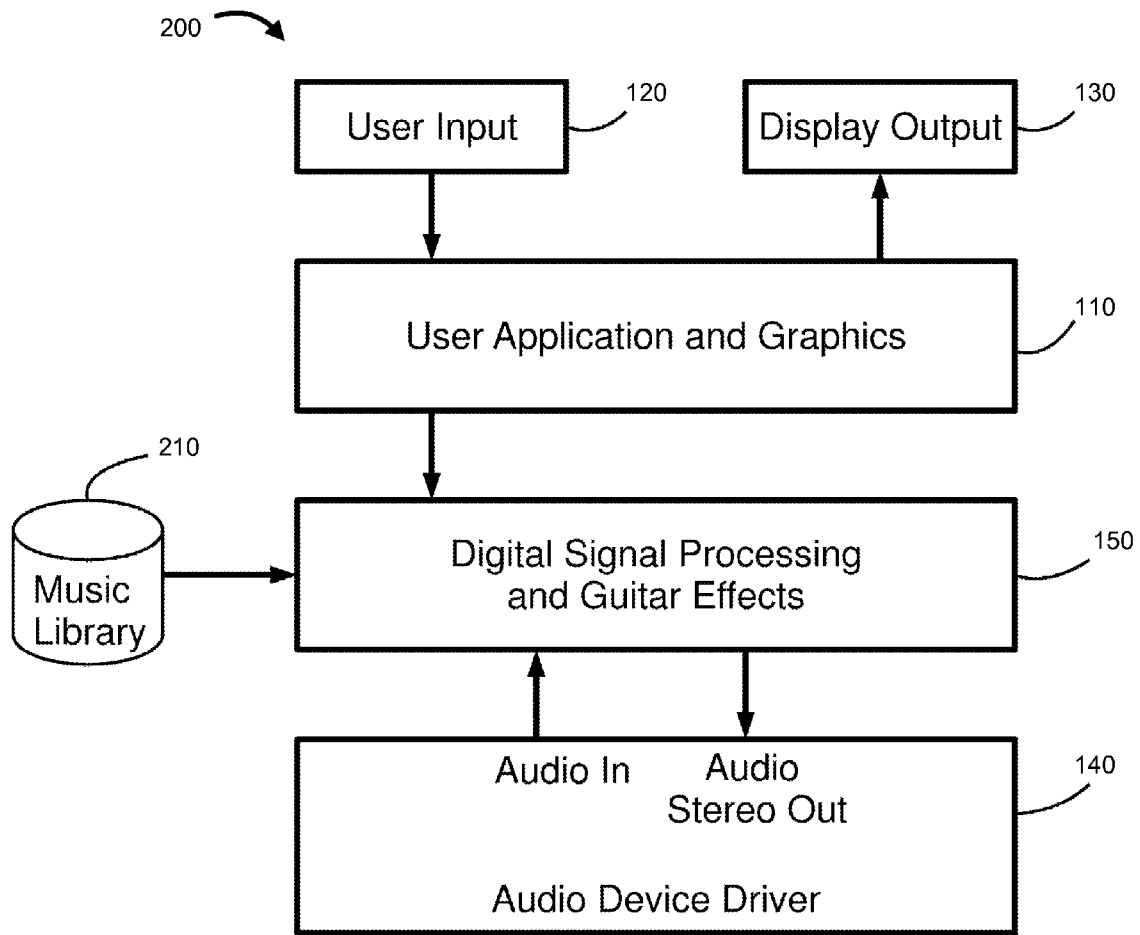 200
User Input
120
Display Output
130
User Application and Graphics
110
210
Music
Library
Digital Signal Processing
and Guitar Effects
150
Audio In
Audio
Stereo Out
140
Audio Device Driver